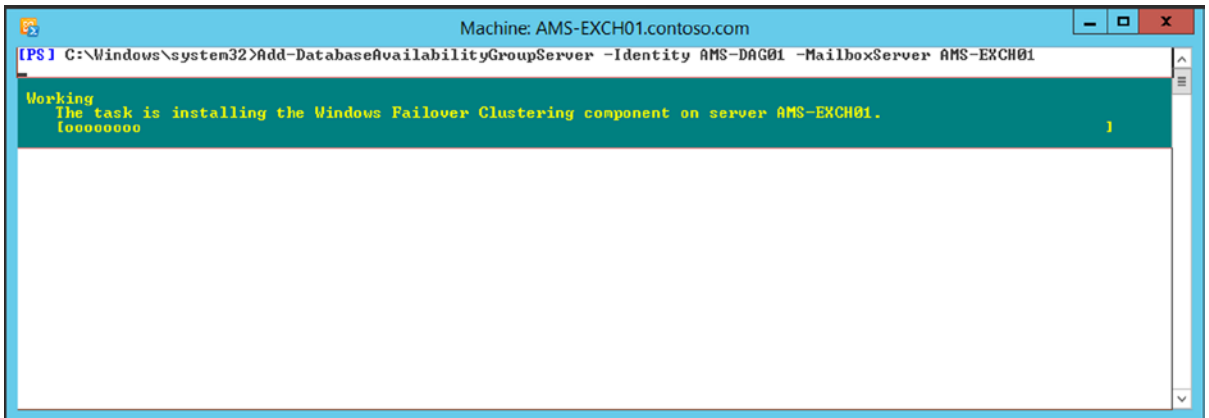 Machine: AMS-EXCH01.contoso.com
[PS] C:\Windows\system32>Add-DatabaseAvailabilityGroupServer -Identity AMS-DAG01 -MailboxServer AMS-EXCH01
Working
The task is installing the Windows Failover Clustering component on server AMS-EXCH01.
[oooooooo ]